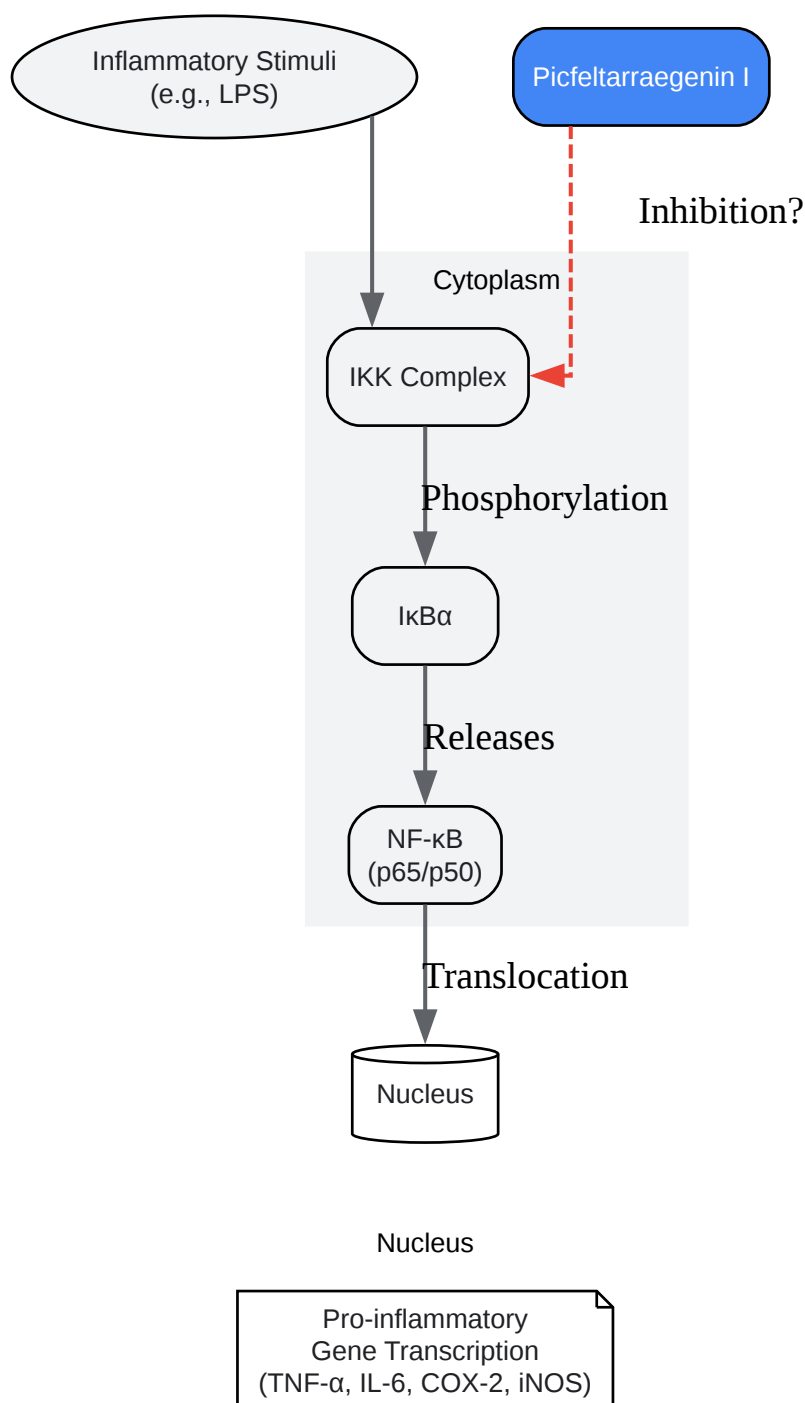 Inflammatory Stimuli
(e.g., LPS)
Picfeltarraegenin I
Inhibition?
Cytoplasm
IKK Complex
Phosphorylation
IκBα
Releases
NF-κB
(p65/p50)
Translocation
Nucleus
Nucleus
Pro-inflammatory
Gene Transcription
(TNF-α, IL-6, COX-2, iNOS)